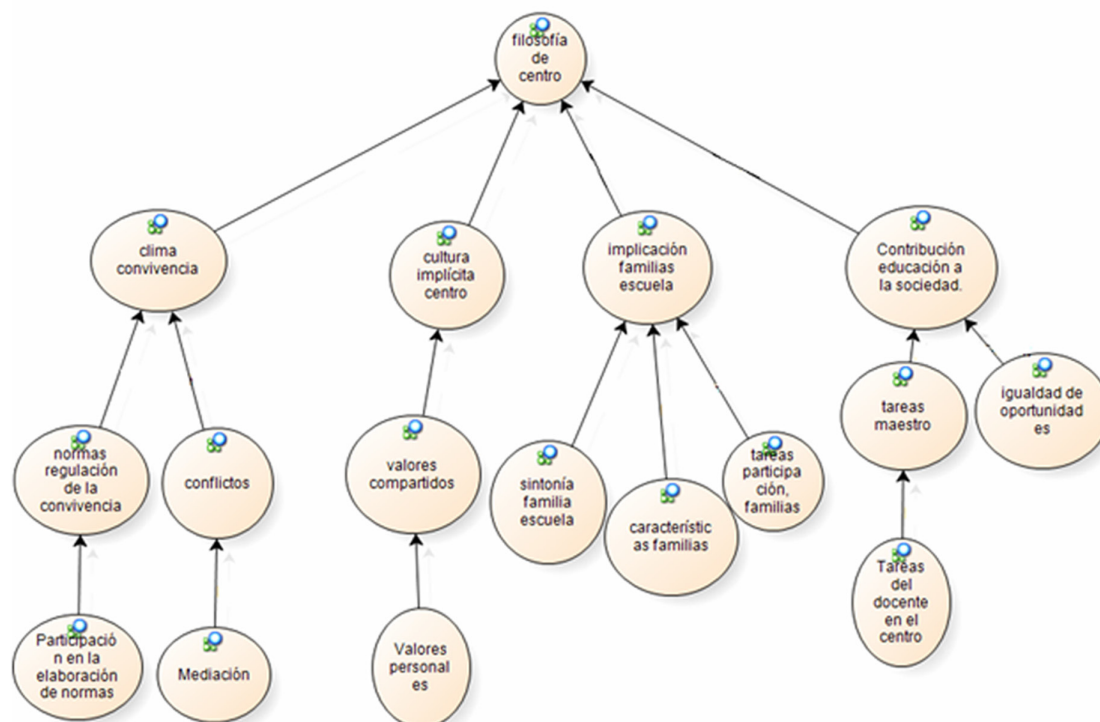 filosofía
de
centro
clima
convivencia
cultura
implícita
centro
implicación
familias
escuela
Contribución
educación a
la sociedad.
normas
regulación
de la
convivencia
conflictos
valores
compartidos
sintonía
familia
escuela
característic
as familias
tareas
participa
ción,
familias
tareas
maestro
igualdad de
oportunidad
es
Participació
n en la
elaboración
de normas
Mediación
Valores
personal
es
Tareas
del
docente
en el
centro